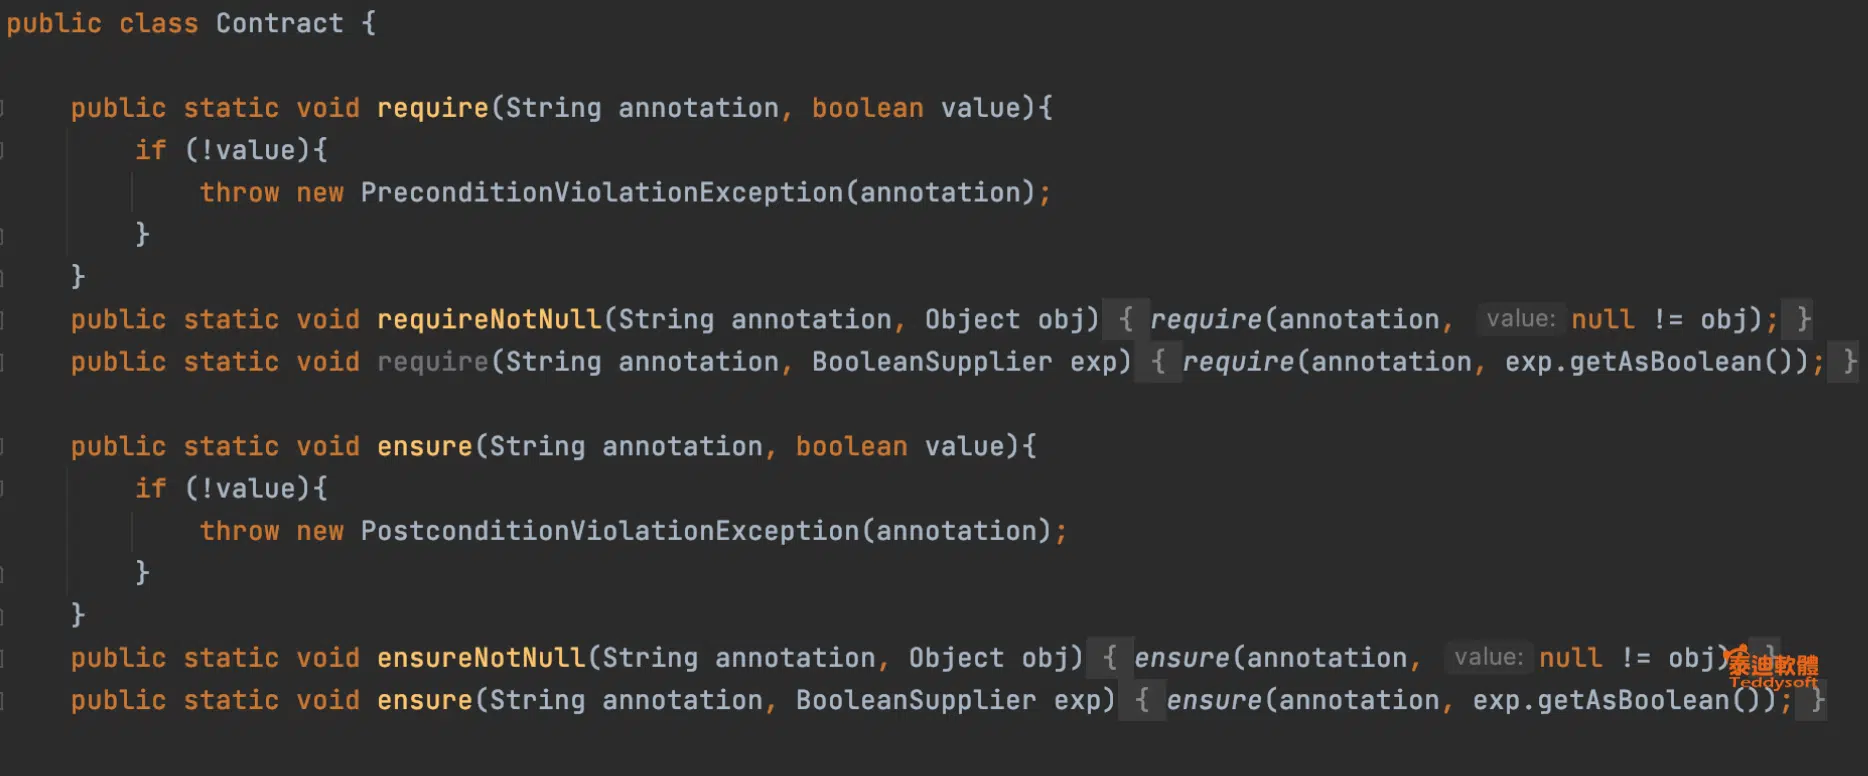 public class Contract {
public static void require(String annotation, boolean value){
if (!value){
throw new PreconditionViolationException(annotation);
}
}
public static void requireNotNull(String annotation, Object obj) { require(annotation, value: null != obj); }
public static void require(String annotation, BooleanSupplier exp) { require(annotation, exp.getAsBoolean()); }
public static void ensure(String annotation, boolean value){
if (!value){
throw new PostconditionViolationException(annotation);
}
}
public static void ensureNotNull(String annotation, Object obj) { ensure(annotation, value: null != obj) }
泰迪軟體
Teddysoft
public static void ensure(String annotation, BooleanSupplier exp) { ensure(annotation, exp.getAsBoolean()); }